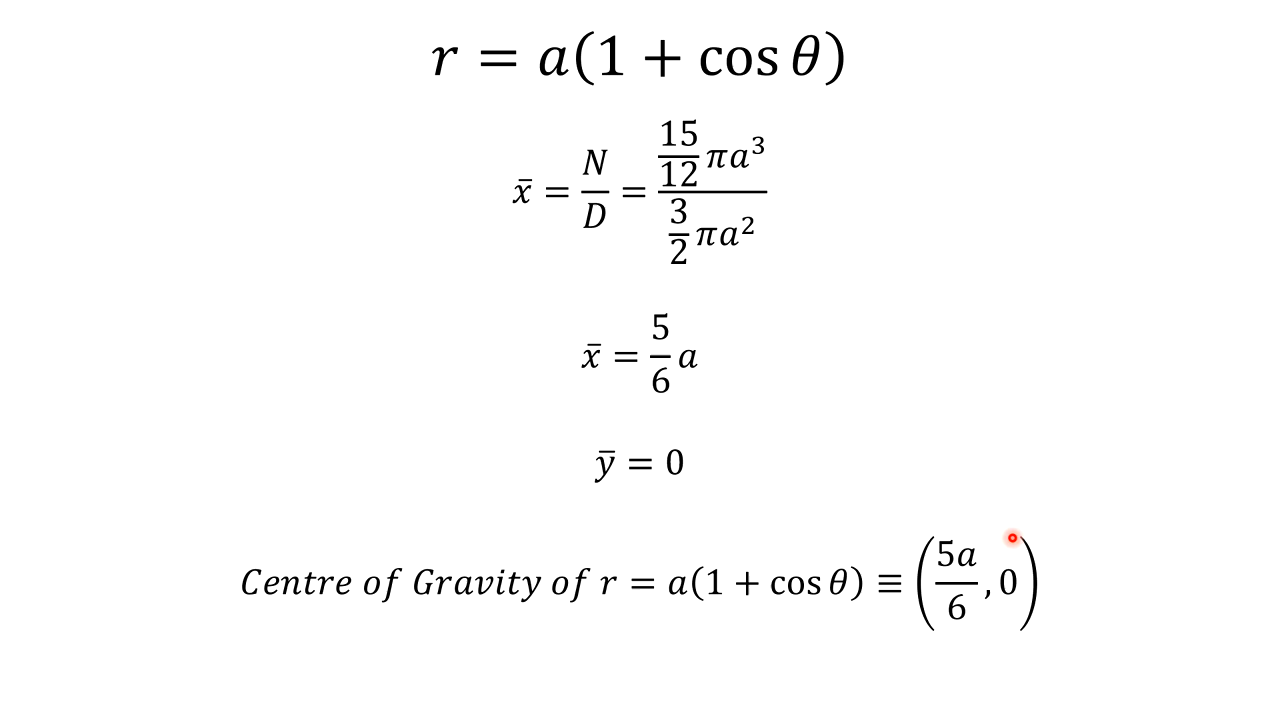 r = a(1 + cos θ)
x̄ = N/D = (15/12 πa³)/(3/2 πa²)
x̄ = 5/6 a
ȳ = 0
Centre of Gravity of r = a(1 + cos θ) ≡ (5a/6, 0)